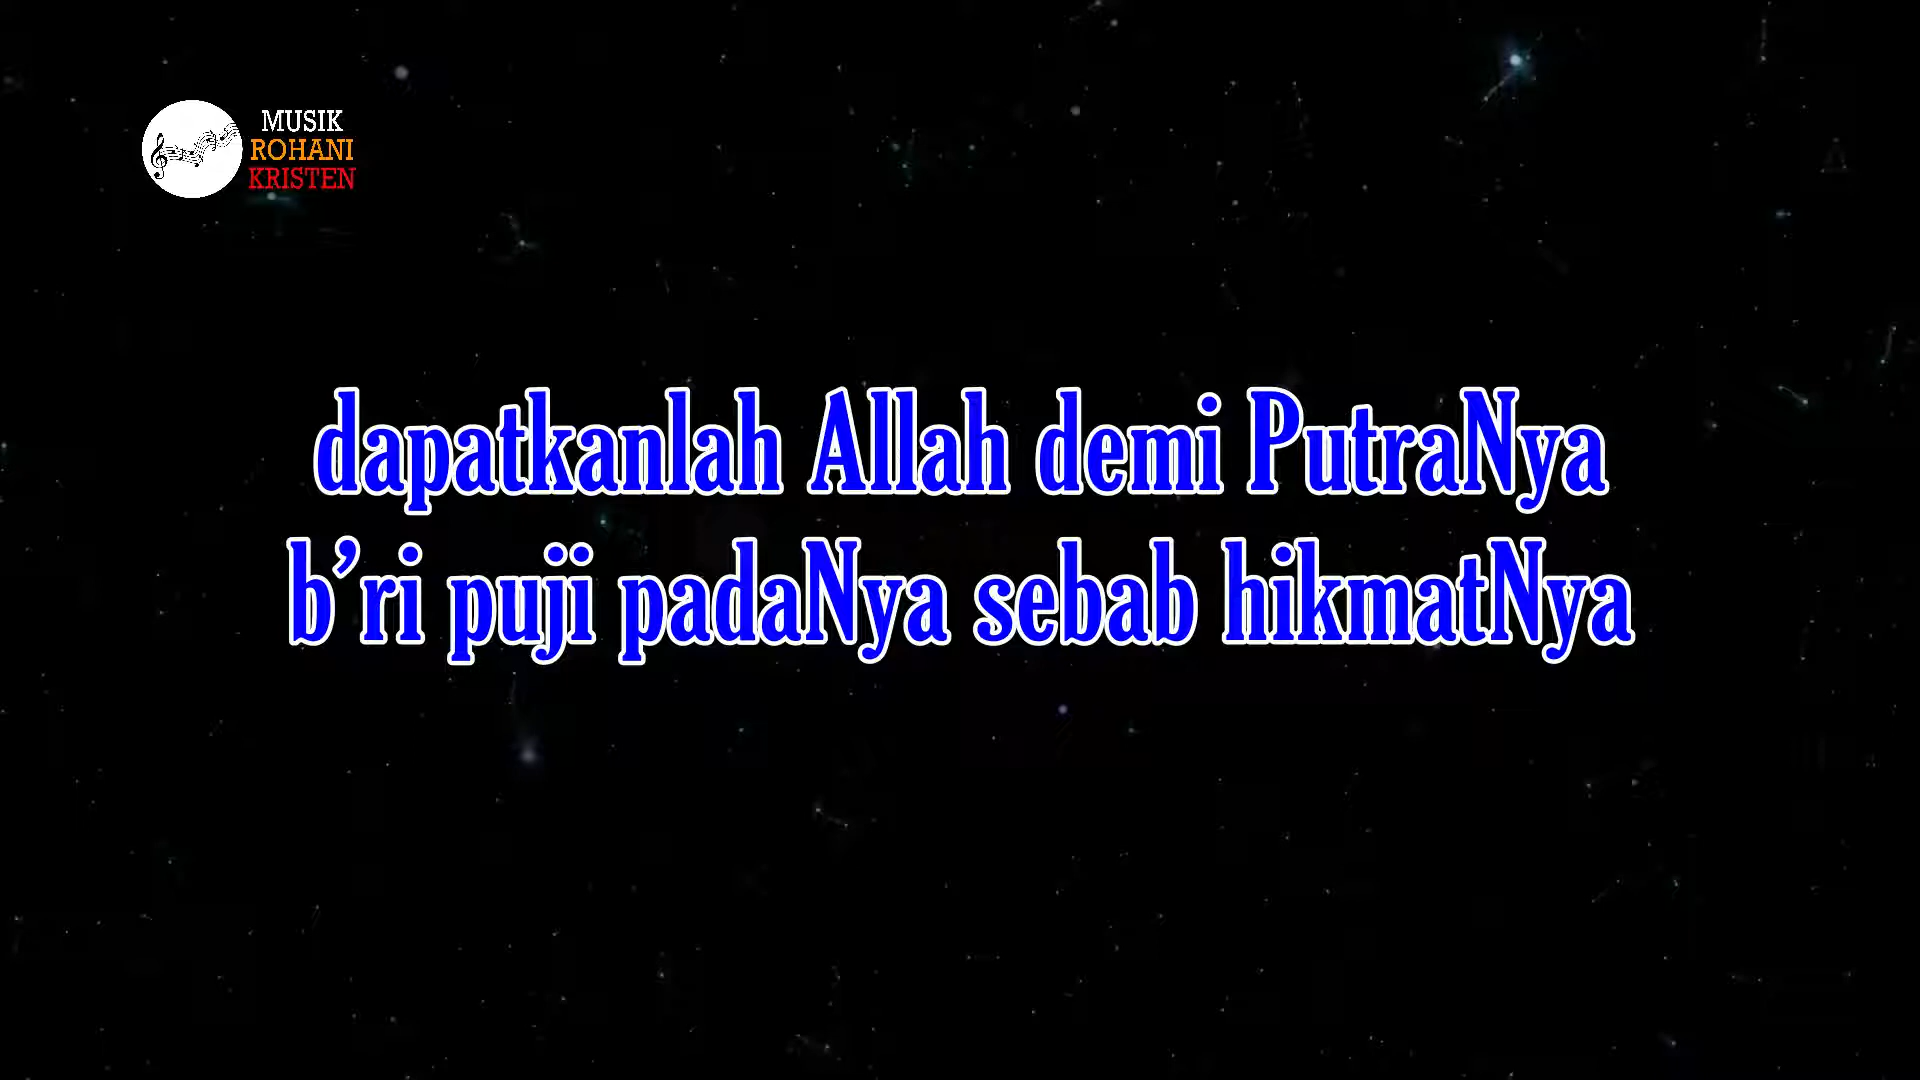 MUSIK
ROHANI
KRISTEN
dapatkanlah Allah demi PutraNya
b’ri puji padaNya sebab hikmatNya